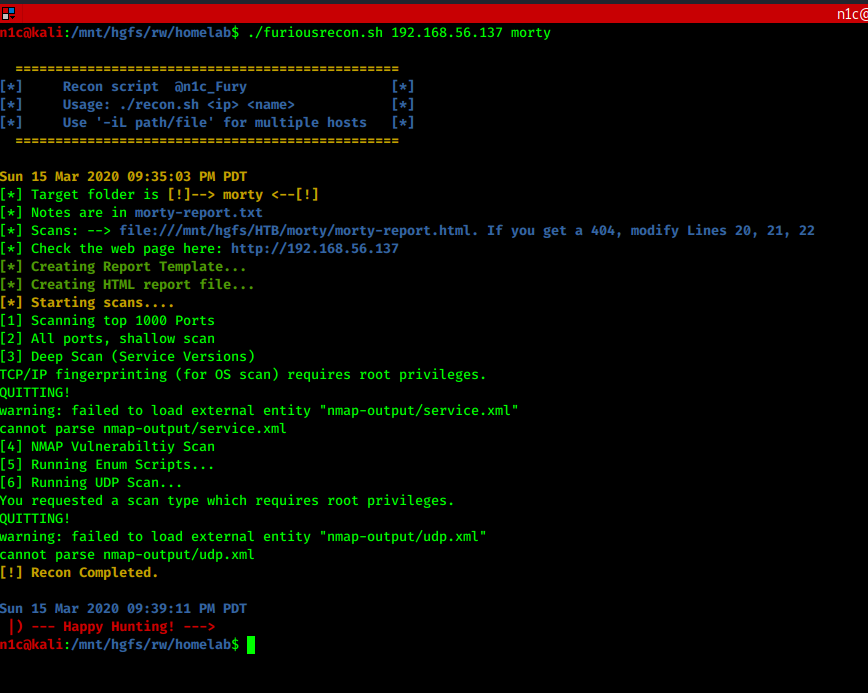 n1c@
n1c@kali:/mnt/hgfs/rw/homelab$ ./furiousrecon.sh 192.168.56.137 morty
================================================
[*]     Recon script  @n1c_Fury                 [*]
[*]     Usage: ./recon.sh <ip> <name>            [*]
[*]     Use '-iL path/file' for multiple hosts   [*]
================================================
Sun 15 Mar 2020 09:35:03 PM PDT
[*] Target folder is [!]--> morty <--[!]
[*] Notes are in morty-report.txt
[*] Scans: --> file:///mnt/hgfs/HTB/morty/morty-report.html. If you get a 404, modify Lines 20, 21, 22
[*] Check the web page here: http://192.168.56.137
[*] Creating Report Template...
[*] Creating HTML report file...
[*] Starting scans....
[1] Scanning top 1000 Ports
[2] All ports, shallow scan
[3] Deep Scan (Service Versions)
TCP/IP fingerprinting (for OS scan) requires root privileges.
QUITTING!
warning: failed to load external entity "nmap-output/service.xml"
cannot parse nmap-output/service.xml
[4] NMAP Vulnerabiltiy Scan
[5] Running Enum Scripts...
[6] Running UDP Scan...
You requested a scan type which requires root privileges.
QUITTING!
warning: failed to load external entity "nmap-output/udp.xml"
cannot parse nmap-output/udp.xml
[!] Recon Completed.
Sun 15 Mar 2020 09:39:11 PM PDT
|) --- Happy Hunting! --->
n1c@kali:/mnt/hgfs/rw/homelab$